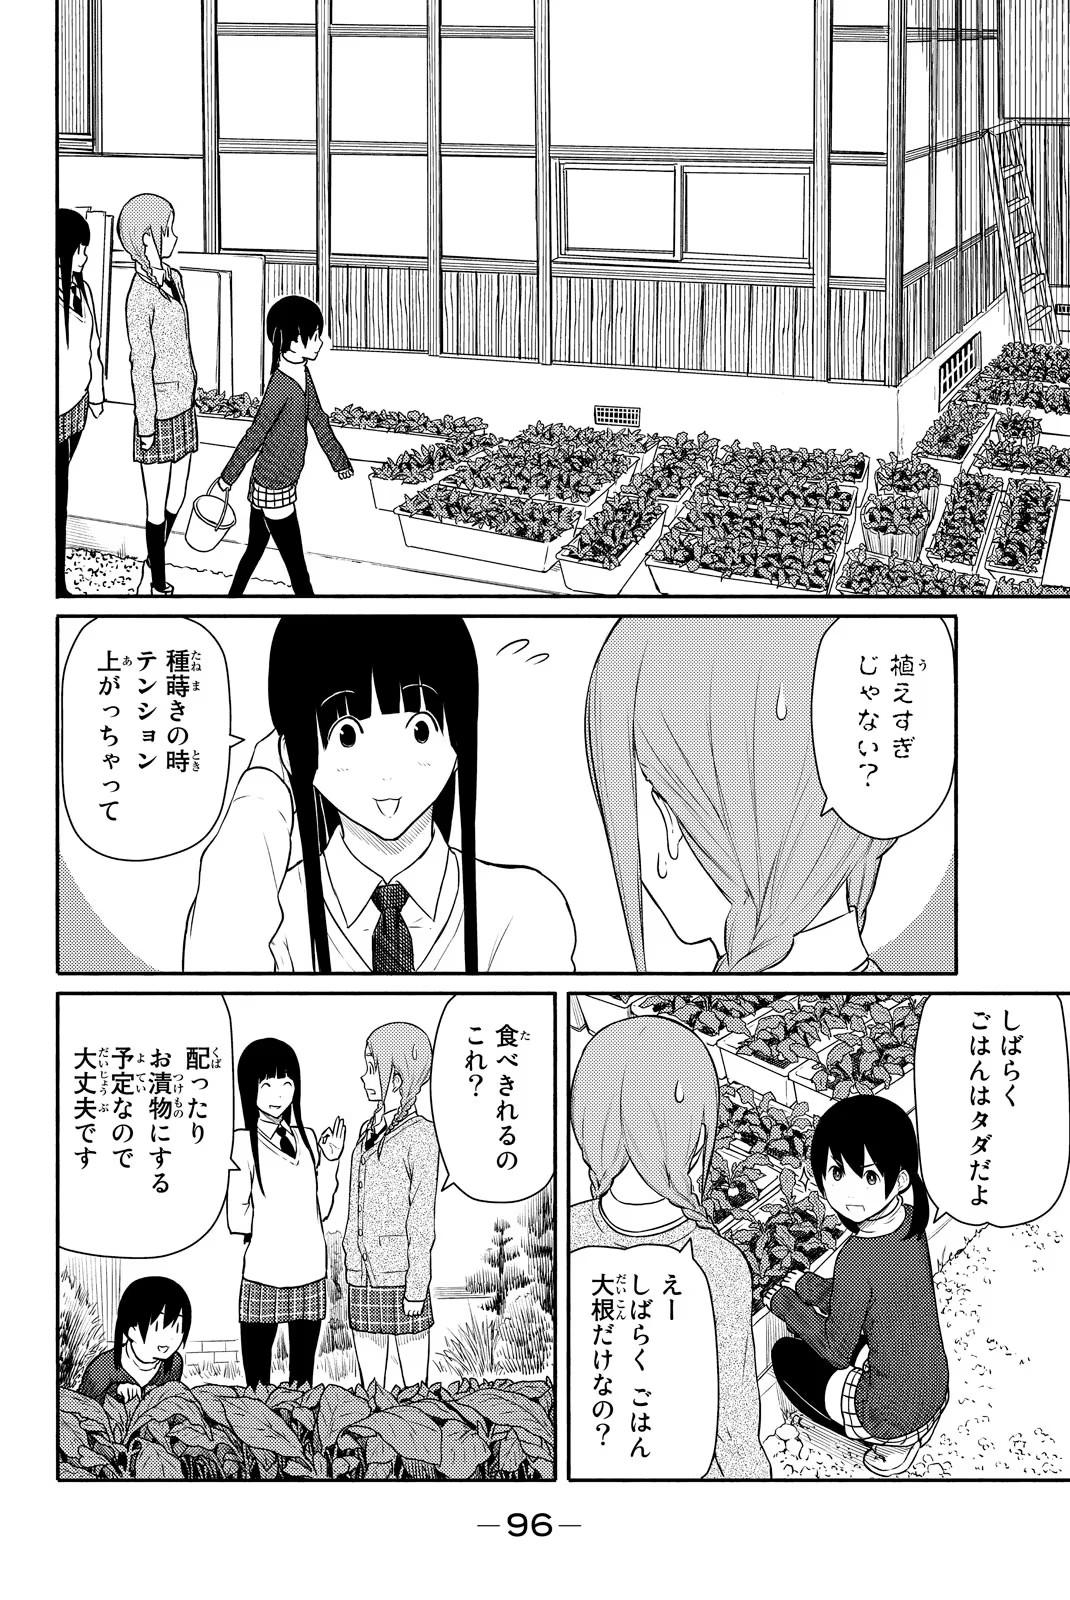 植えすぎ
じゃない?
種蒔きの時
テンション
上がっちゃって
しばらく
ごはんはタダだよ
えー
しばらく ごはん
大根だけなの?
食べきれるの
これ?
配ったり
お漬物にする
予定なので
大丈夫です
—96—